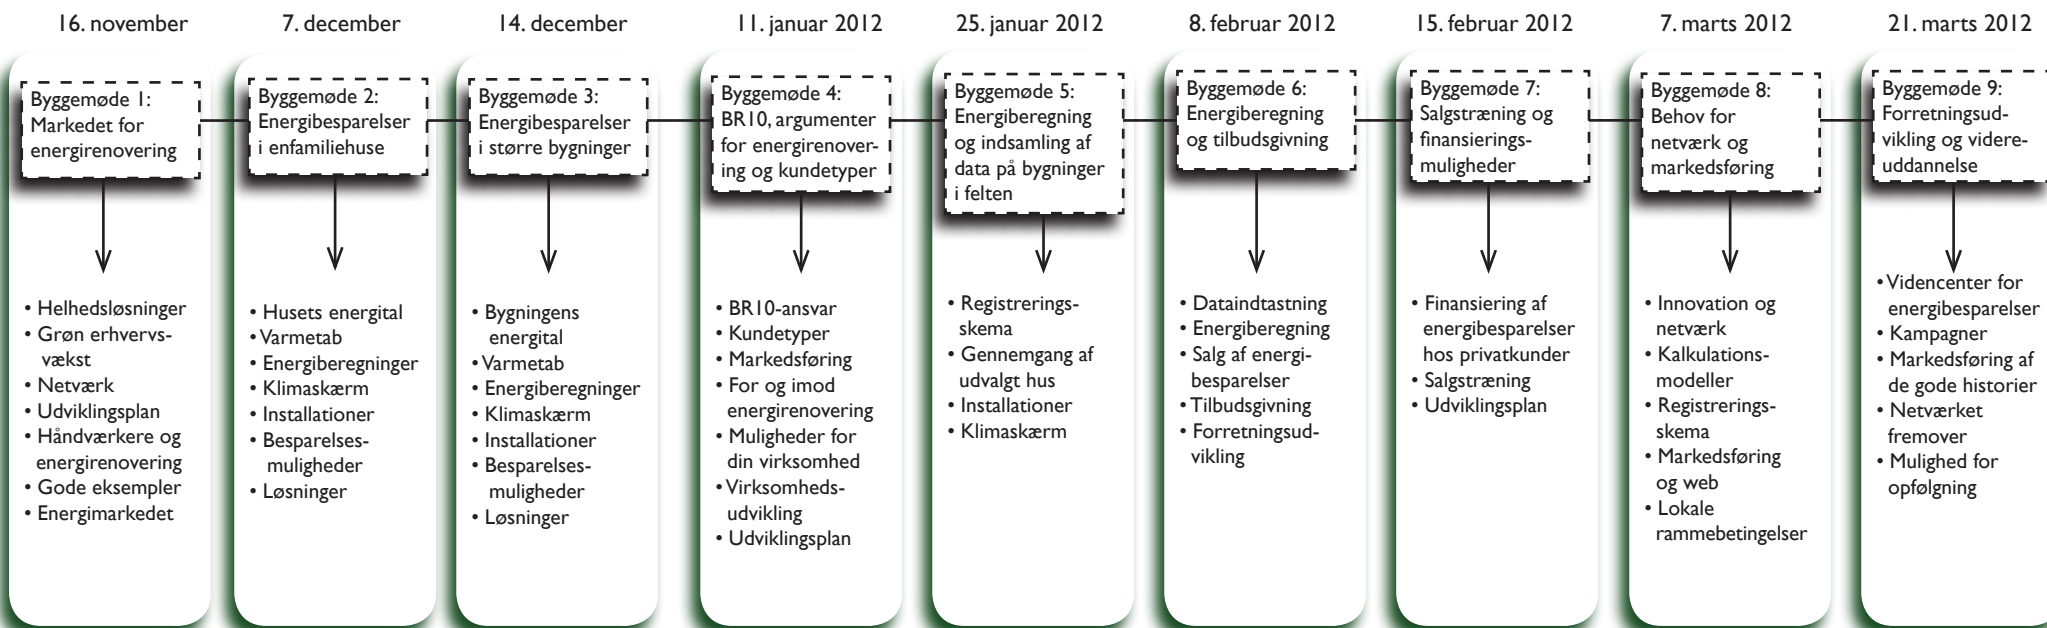 16. november
Byggemøde 1:
Markedet for
energirenovering
• Helhedsløsninger
• Grøn erhvervs-
vækst
• Netværk
• Udviklingsplan
• Håndværkere og
energirenovering
• Gode eksempler
• Energimarkedet
7. december
Byggemøde 2:
Energibesparelser
i enfamiliehuse
• Husets energital
• Varmetab
• Energiberegninger
• Klimaskærm
• Installationer
• Besparelses-
muligheder
• Løsninger
14. december
Byggemøde 3:
Energibesparelser
i større bygninger
• Bygningens
energital
• Varmetab
• Energiberegninger
• Klimaskærm
• Installationer
• Besparelses-
muligheder
• Løsninger
11. januar 2012
Byggemøde 4:
BR10, argumenter
for energirenover-
ing og kundetyper
• BR10-ansvar
• Kundetyper
• Markedsføring
• For og imod
energirenovering
• Muligheder for
din virksomhed
• Virksomheds-
udvikling
• Udviklingsplan
25. januar 2012
Byggemøde 5:
Energiberegning
og indsamling af
data på bygninger
i felten
• Registrerings-
skema
• Gennemgang af
udvalgt hus
• Installationer
• Klimaskærm
8. februar 2012
Byggemøde 6:
Energiberegning
og tilbudsgivning
• Dataindtastning
• Energiberegning
• Salg af energi-
besparelser
• Tilbudsgivning
• Forretningsud-
vikling
15. februar 2012
Byggemøde 7:
Salgstræning og
finansierings-
muligheder
• Finansiering af
energibesparelser
hos privatkunder
• Salgstræning
• Udviklingsplan
7. marts 2012
Byggemøde 8:
Behov for
netværk og
markedsføring
• Innovation og
netværk
• Kalkulations-
modeller
• Registrerings-
skema
• Markedsføring
og web
• Lokale
rammebetingelser
21. marts 2012
Byggemøde 9:
Forretningsud-
vikling og videre-
uddannelse
• Videncenter for
energibesparelser
• Kampagner
• Markedsføring af
de gode historier
• Netværket
fremover
• Mulighed for
opfølgning